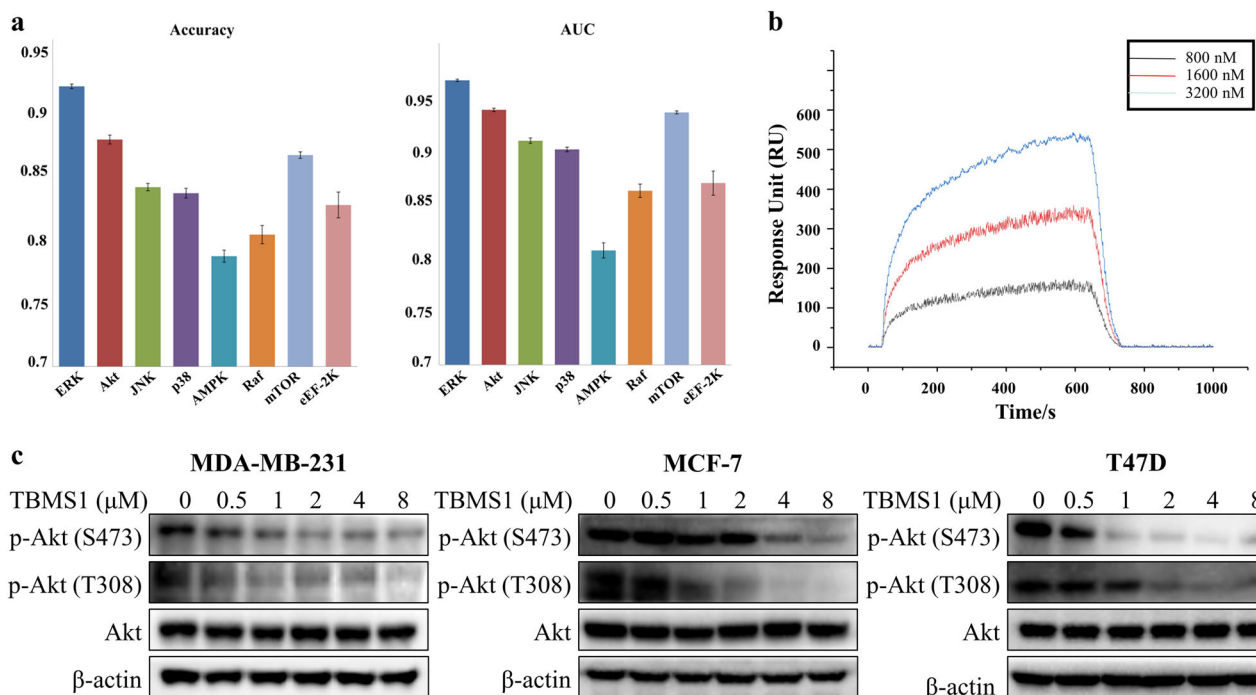 a
Accuracy
0.95
0.9
0.85
0.8
0.75
0.7
ERK
Akt
JNK
p38
AMPK
Raf
mTOR
eEF-2K
AUC
0.95
0.9
0.85
0.8
0.75
0.7
ERK
Akt
JNK
p38
AMPK
Raf
mTOR
eEF-2K
b
800 nM
1600 nM
3200 nM
Response Unit (RU)
600
500
400
300
200
100
0
0 200 400 600 800 1000
Time/s
c
MDA-MB-231
TBMS1 (μM) 0 0.5 1 2 4 8
p-Akt (S473)
p-Akt (T308)
Akt
β-actin
MCF-7
TBMS1 (μM) 0 0.5 1 2 4 8
p-Akt (S473)
p-Akt (T308)
Akt
β-actin
T47D
TBMS1 (μM) 0 0.5 1 2 4 8
p-Akt (S473)
p-Akt (T308)
Akt
β-actin